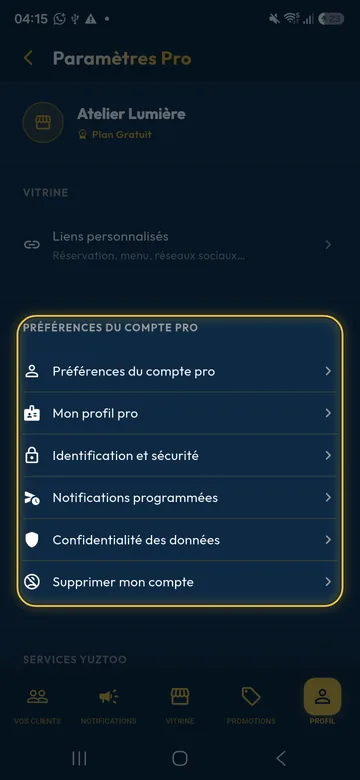 04:15
23
Paramètres Pro
Atelier Lumière
Plan Gratuit
VITRINE
Liens personnalisés
Réservation, menu, réseaux sociaux...
PRÉFÉRENCES DU COMPTE PRO
Préférences du compte pro
Mon profil pro
Identification et sécurité
Notifications programmées
Confidentialité des données
Supprimer mon compte
SERVICES YUZTOO
VOS CLIENTS
NOTIFICATIONS
VITRINE
PROMOTIONS
PROFIL